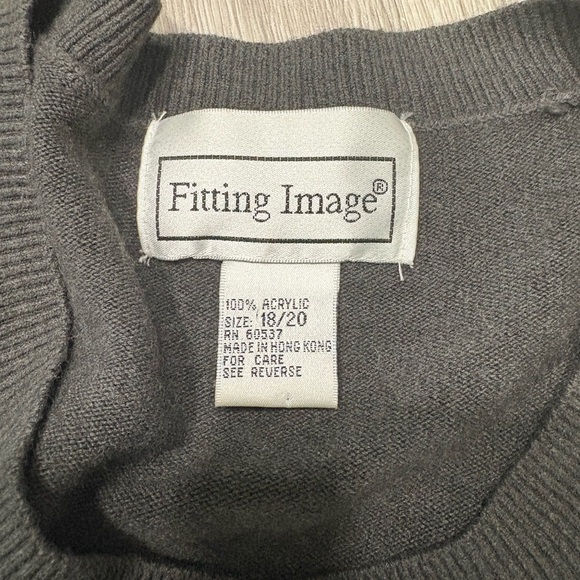 Fitting Image®
100% ACRYLIC
SIZE: 18/20
RN 60537
MADE IN HONG KONG
FOR CARE
SEE REVERSE